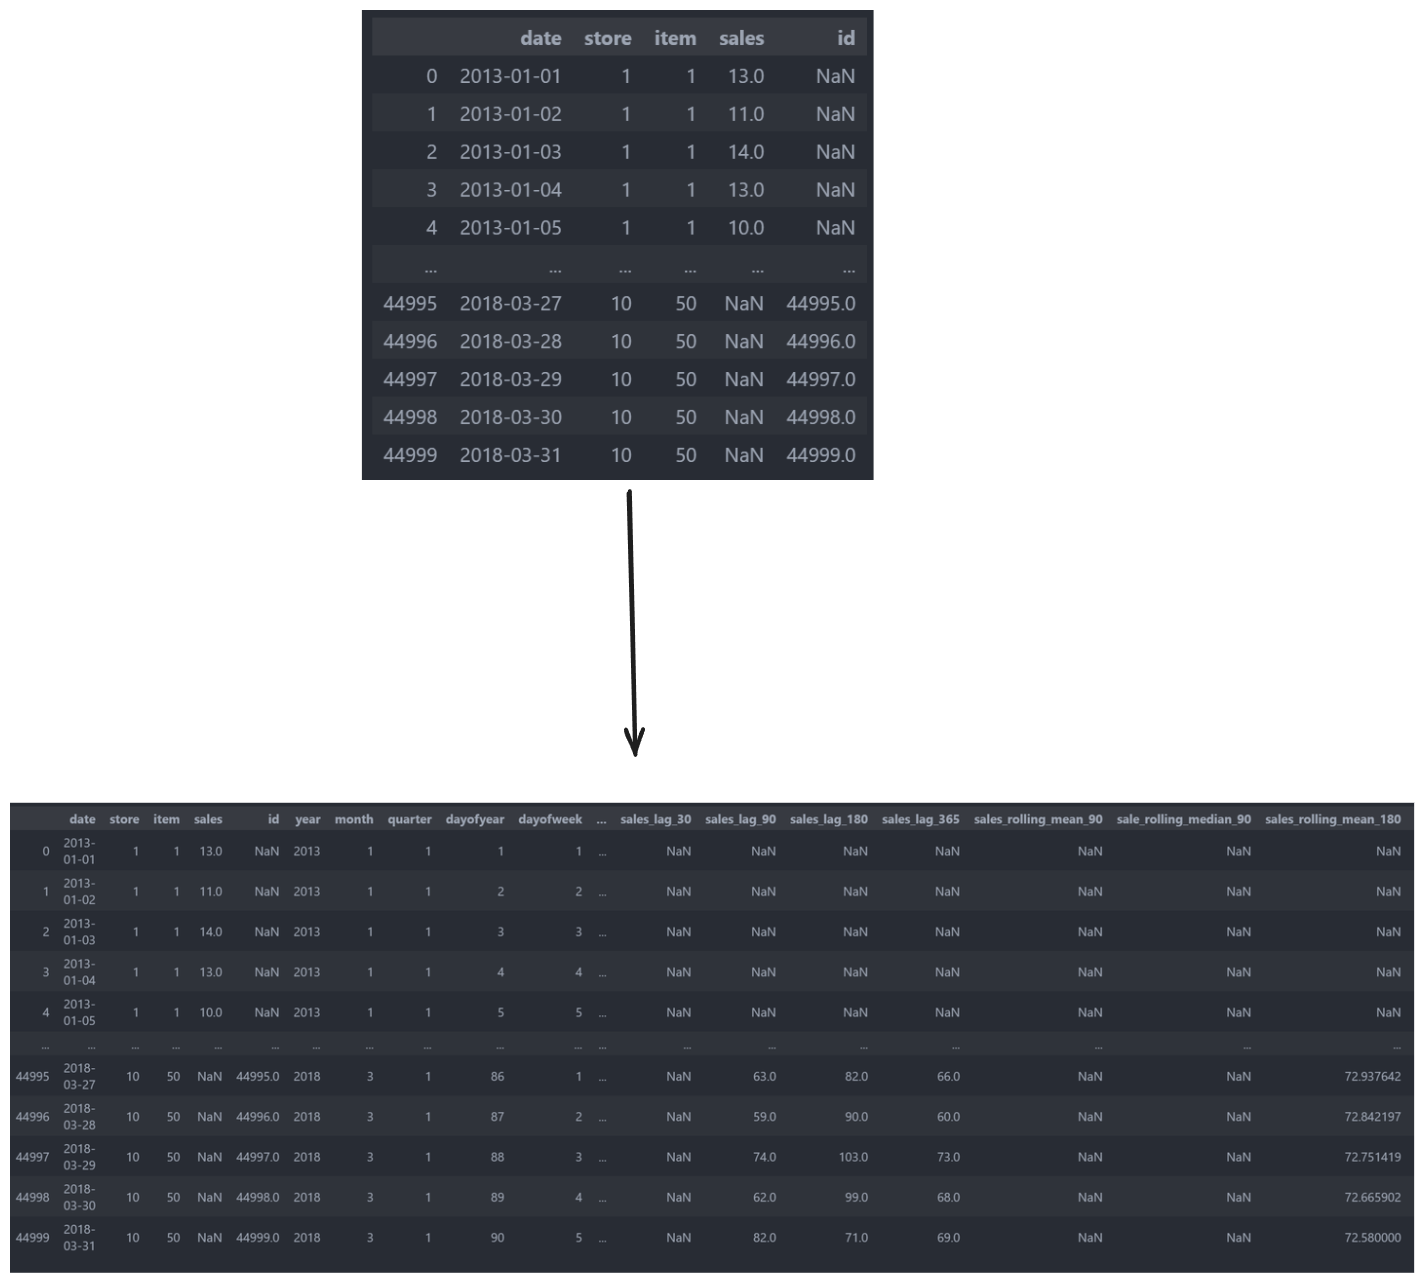 date store item sales id
0 2013-01-01 1 1 13.0 NaN
1 2013-01-02 1 1 11.0 NaN
2 2013-01-03 1 1 14.0 NaN
3 2013-01-04 1 1 13.0 NaN
4 2013-01-05 1 1 10.0 NaN
... ... ... ... ... ...
44995 2018-03-27 10 50 NaN 44995.0
44996 2018-03-28 10 50 NaN 44996.0
44997 2018-03-29 10 50 NaN 44997.0
44998 2018-03-30 10 50 NaN 44998.0
44999 2018-03-31 10 50 NaN 44999.0
date store item sales id year month quarter dayofyear dayofweek ... sales_lag_30 sales_lag_90 sales_lag_180 sales_lag_365 sales_rolling_mean_90 sale_rolling_median_90 sales_rolling_mean_180
0 2013-01-01 1 1 13.0 NaN 2013 1 1 1 1 ... NaN NaN NaN NaN NaN NaN NaN
1 2013-01-02 1 1 11.0 NaN 2013 1 1 2 2 ... NaN NaN NaN NaN NaN NaN NaN
2 2013-01-03 1 1 14.0 NaN 2013 1 1 3 3 ... NaN NaN NaN NaN NaN NaN NaN
3 2013-01-04 1 1 13.0 NaN 2013 1 1 4 4 ... NaN NaN NaN NaN NaN NaN NaN
4 2013-01-05 1 1 10.0 NaN 2013 1 1 5 5 ... NaN NaN NaN NaN NaN NaN NaN
... ... ... ... ... ... ... ... ... ... ... ... ... ... ... ... ... ... ...
44995 2018-03-27 10 50 NaN 44995.0 2018 3 1 86 1 ... NaN 63.0 82.0 66.0 NaN NaN 72.937642
44996 2018-03-28 10 50 NaN 44996.0 2018 3 1 87 2 ... NaN 59.0 90.0 60.0 NaN NaN 72.842197
44997 2018-03-29 10 50 NaN 44997.0 2018 3 1 88 3 ... NaN 74.0 103.0 73.0 NaN NaN 72.751419
44998 2018-03-30 10 50 NaN 44998.0 2018 3 1 89 4 ... NaN 62.0 99.0 68.0 NaN NaN 72.665902
44999 2018-03-31 10 50 NaN 44999.0 2018 3 1 90 5 ... NaN 82.0 71.0 69.0 NaN NaN 72.580000